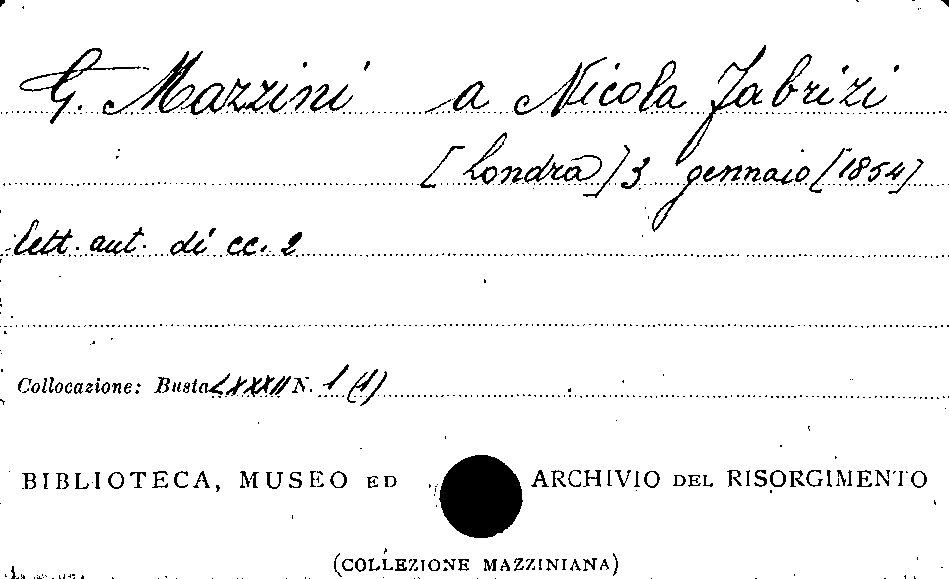 G. Mazzini a Nicola Fabrizi
[Londra] 3 gennaio [1854]
lett. aut. di cc. 2
Collocazione: Busta LXXXII N. 1 (1)
BIBLIOTECA, MUSEO ED ARCHIVIO DEL RISORGIMENTO
(COLLEZIONE MAZZINIANA)